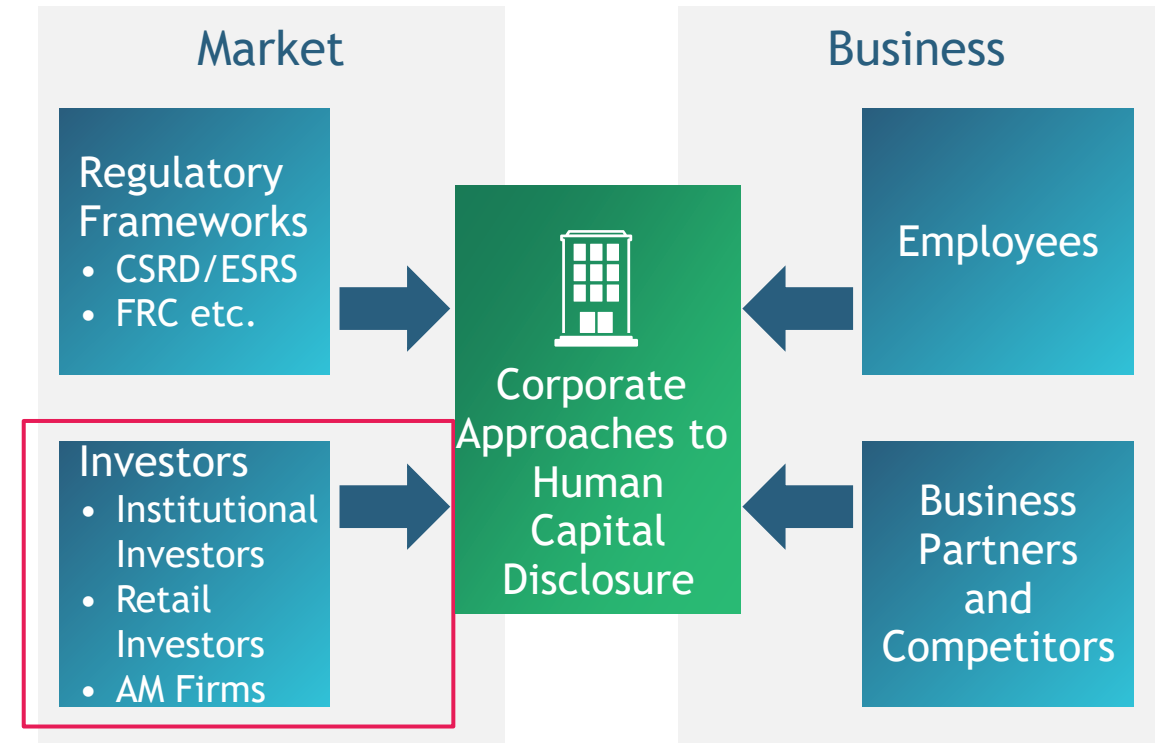 Market
Regulatory
Frameworks
• CSRD/ESRS
• FRC etc.
Investors
• Institutional
Investors
• Retail
Investors
• AM Firms
Corporate
Approaches to
Human
Capital
Disclosure
Business
Employees
Business
Partners
and
Competitors